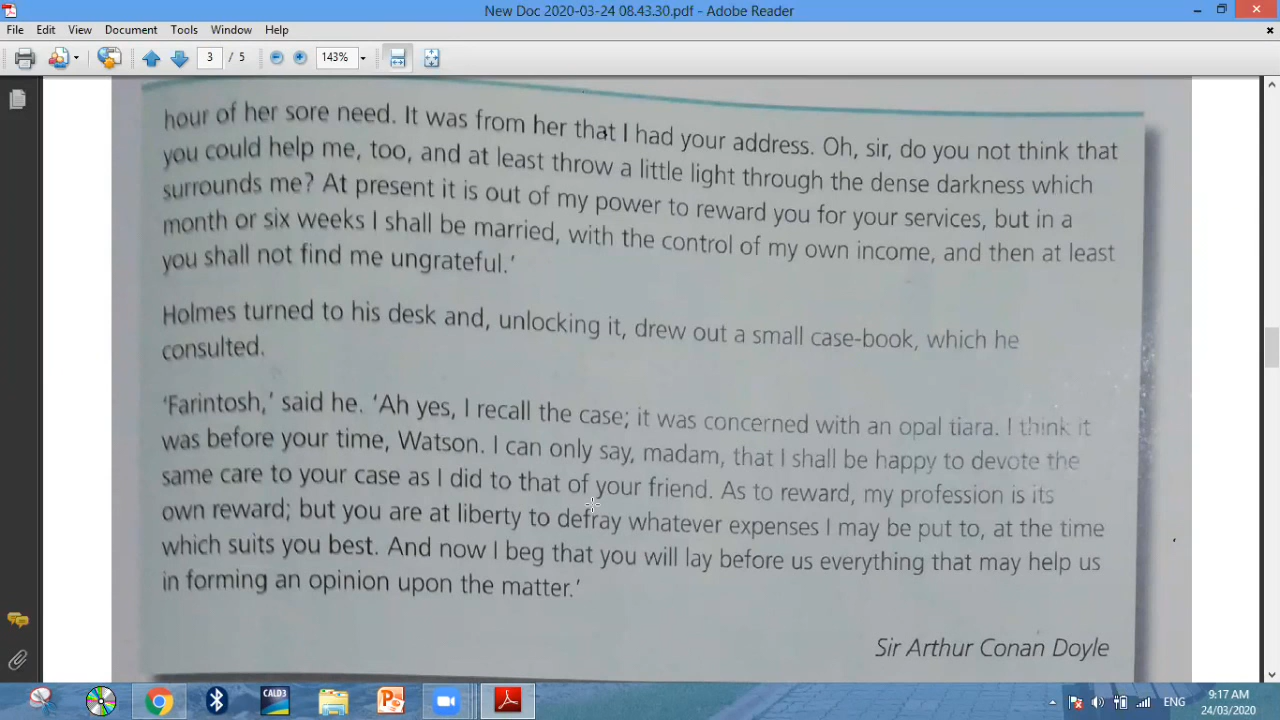 New Doc 2020-03-24 08.43.30.pdf - Adobe Reader
File Edit View Document Tools Window Help
3 / 5 143%
hour of her sore need. It was from her that I had your address. Oh, sir, do you not think that
you could help me, too, and at least throw a little light through the dense darkness which
surrounds me? At present it is out of my power to reward you for your services, but in a
month or six weeks I shall be married, with the control of my own income, and then at least
you shall not find me ungrateful.’
Holmes turned to his desk and, unlocking it, drew out a small case-book, which he
consulted.
‘Farintosh,’ said he. ‘Ah yes, I recall the case; it was concerned with an opal tiara. I think it
was before your time, Watson. I can only say, madam, that I shall be happy to devote the
same care to your case as I did to that of your friend. As to reward, my profession is its
own reward; but you are at liberty to defray whatever expenses I may be put to, at the time
which suits you best. And now I beg that you will lay before us everything that may help us
in forming an opinion upon the matter.’
Sir Arthur Conan Doyle
CALD3
ENG
9:17 AM
24/03/2020